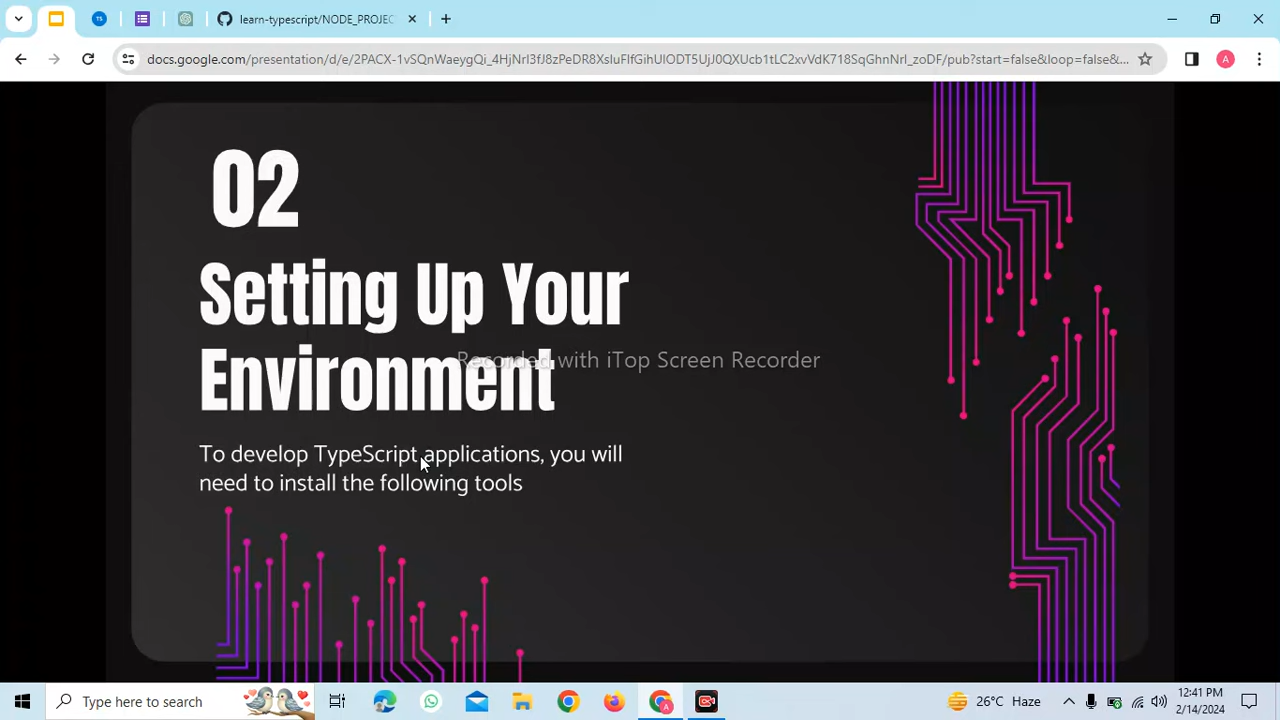 learn-typescript/NODE_PROJEC
docs.google.com/presentation/d/e/2PACX-1vSQnWaeygQi_4HjNrI3fJ8zPeDR8XsIuFlfGihUIODT5UjJ0QXUcb1tLC2xvVdK718SQghnNrI_zoDF/pub?start=false&loop=false&...
A
02
Setting Up Your
Environment
Recorded with iTop Screen Recorder
To develop TypeScript applications, you will
need to install the following tools
Type here to search
26°C Haze
12:41 PM
2/14/2024